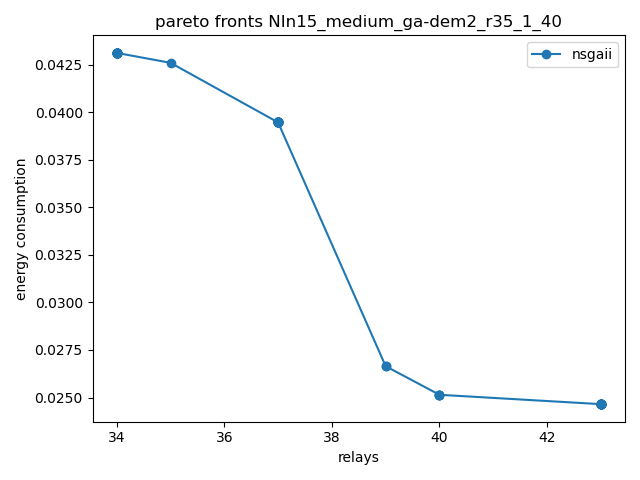 pareto fronts NIn15_medium_ga-dem2_r35_1_40
nsgaii
0.0425
0.0400
0.0375
0.0350
0.0325
0.0300
0.0275
0.0250
energy consumption
34 36 38 40 42
relays